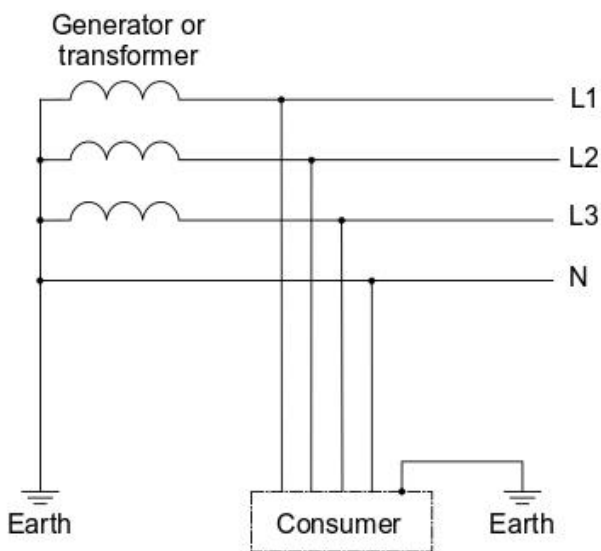 Generator or
transformer
L1
L2
L3
N
Earth
Consumer
Earth